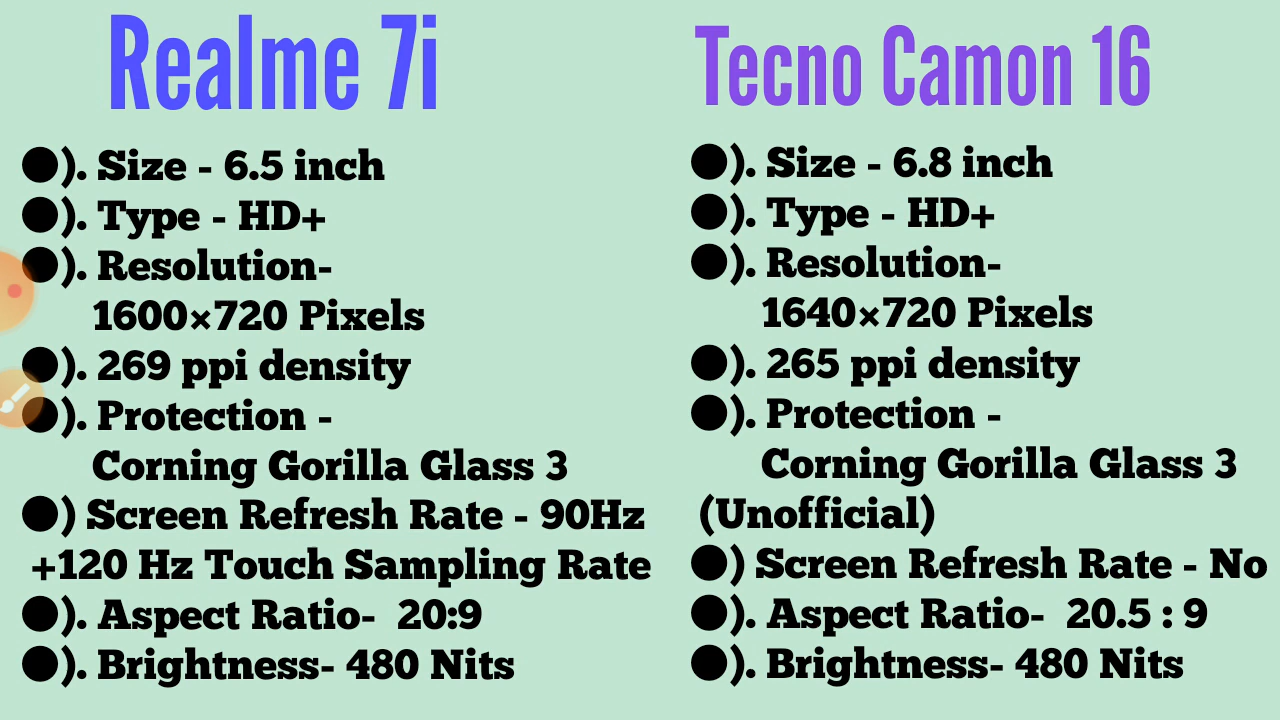 Realme 7i
●). Size - 6.5 inch
●). Type - HD+
●). Resolution-
1600×720 Pixels
●). 269 ppi density
●). Protection -
Corning Gorilla Glass 3
●) Screen Refresh Rate - 90Hz
+120 Hz Touch Sampling Rate
●). Aspect Ratio- 20:9
●). Brightness- 480 Nits
Tecno Camon 16
●). Size - 6.8 inch
●). Type - HD+
●). Resolution-
1640×720 Pixels
●). 265 ppi density
●). Protection -
Corning Gorilla Glass 3
(Unofficial)
●) Screen Refresh Rate - No
●). Aspect Ratio- 20.5 : 9
●). Brightness- 480 Nits